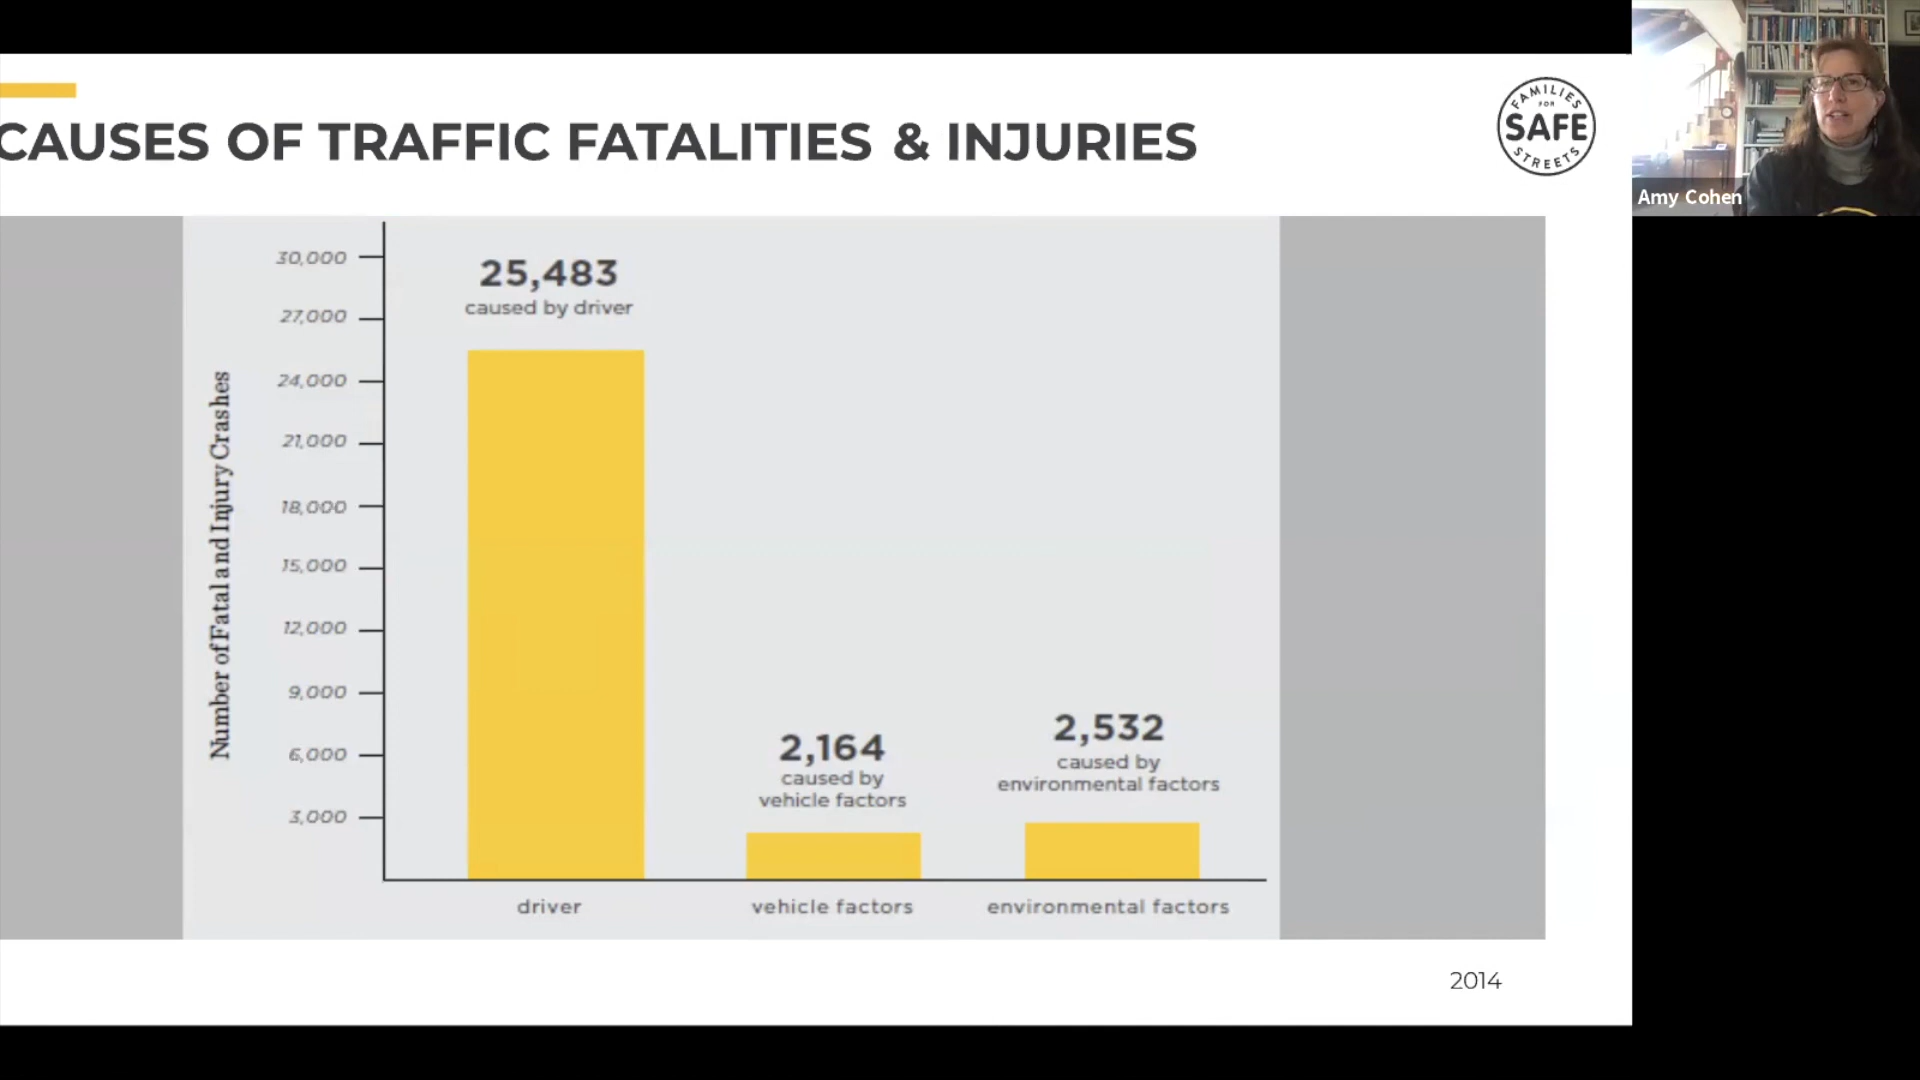 CAUSES OF TRAFFIC FATALITIES & INJURIES
FAMILIES
FOR
SAFE
STREETS
Amy Cohen
Number of Fatal and Injury Crashes
30,000
27,000
24,000
21,000
18,000
15,000
12,000
9,000
6,000
3,000
25,483
caused by driver
2,164
caused by
vehicle factors
2,532
caused by
environmental factors
driver
vehicle factors
environmental factors
2014